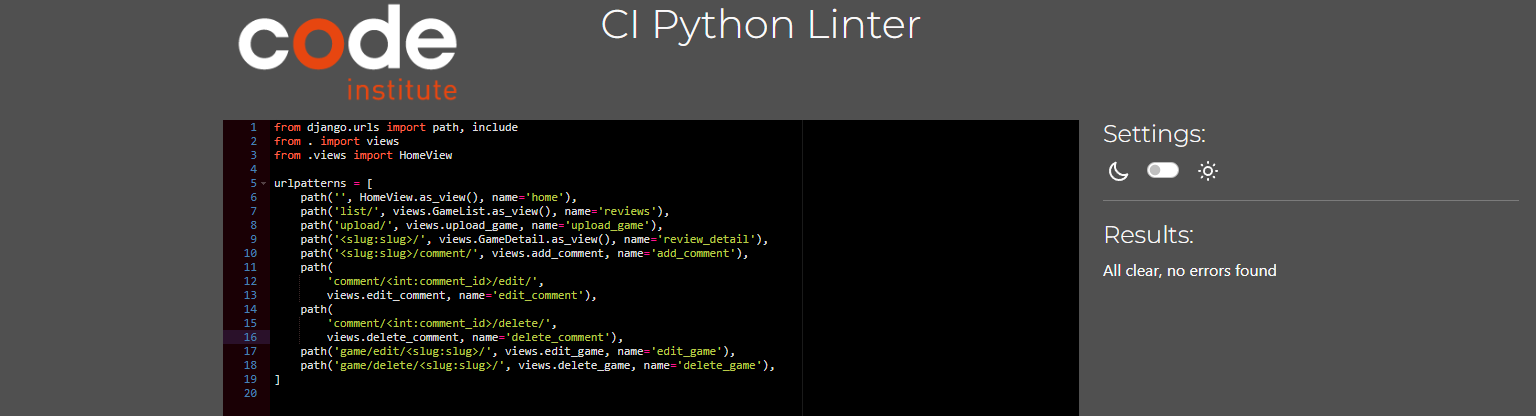 code
institute
CI Python Linter
1 from django.urls import path, include
2 from . import views
3 from .views import HomeView
4
5 urlpatterns = [
6     path('', HomeView.as_view(), name='home'),
7     path('list/', views.GameList.as_view(), name='reviews'),
8     path('upload/', views.upload_game, name='upload_game'),
9     path('<slug:slug>/', views.GameDetail.as_view(), name='review_detail'),
10     path('<slug:slug>/comment/', views.add_comment, name='add_comment'),
11     path(
12         'comment/<int:comment_id>/edit/',
13         views.edit_comment, name='edit_comment'),
14     path(
15         'comment/<int:comment_id>/delete/',
16         views.delete_comment, name='delete_comment'),
17     path('game/edit/<slug:slug>/', views.edit_game, name='edit_game'),
18     path('game/delete/<slug:slug>/', views.delete_game, name='delete_game'),
19 ]
20
Settings:
Results:
All clear, no errors found